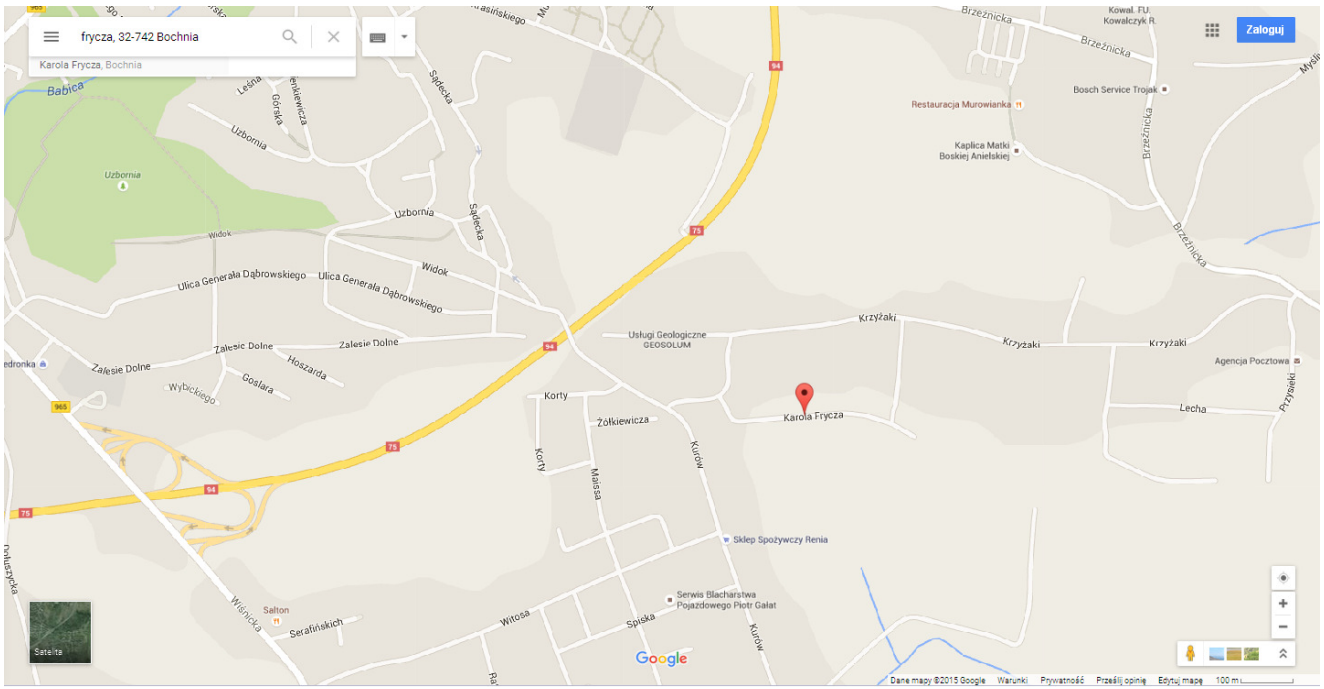 965
frycza, 32-742 Bochnia
Karola Frycza, Bochnia
Zaloguj
Kowal. FU.
Kowalczyk R.
Brzeźnicka
Brzeźnicka
Babica
Leśna
Górska
Sądecka
94
Bosch Service Trojak
Restauracja Murowianka
Uzbornia
Kaplica Matki
Boskiej Anielskiej
Brzeźnicka
Uzbornia
Uzbornia
Sądecka
Widok
75
Brzeźnicka
Widok
Ulica Generała Dąbrowskiego
Ulica Generała
Dąbrowskiego
Krzyżaki
Usługi Geologiczne
GEOSOLUM
Zalesie Dolne
Zalesie Dolne
94
Krzyżaki
Krzyżaki
Hoszarda
Agencja Pocztowa
Zalesie Dolne
Goslara
Wybickiego
Korty
Przysieki
965
Lecha
Karola Frycza
Żółkiewicza
75
Kurów
Korty
Maissa
94
75
Sklep Spożywczy Renia
Wiśnicka
Salton
Serafińskich
Witosa
Serwis Blacharstwa
Pojazdowego Piotr Gałat
Spiska
Kurów
Satelita
Google
Dane mapy ©2015 Google Warunki Prywatność Prześlij opinię Edytuj mapę 100 m